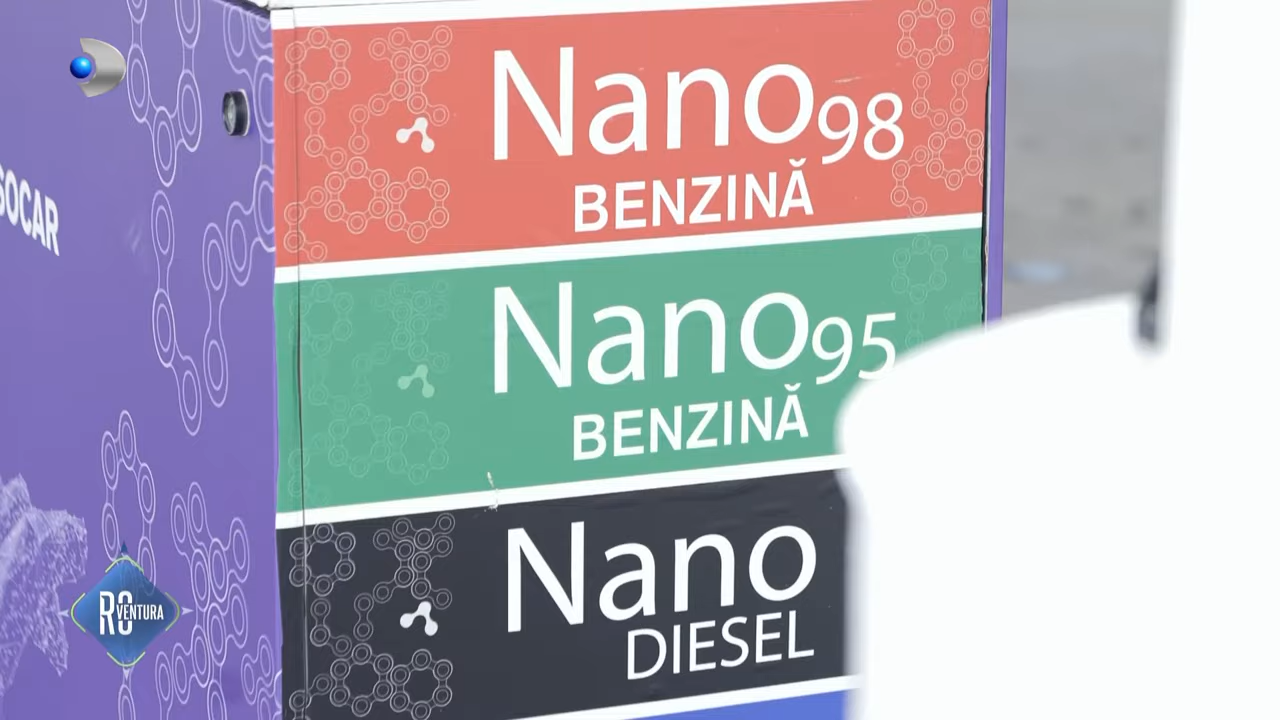 SOCAR
Nano98
BENZINĂ
Nano95
BENZINĂ
Nano
DIESEL
RO
VENTURA